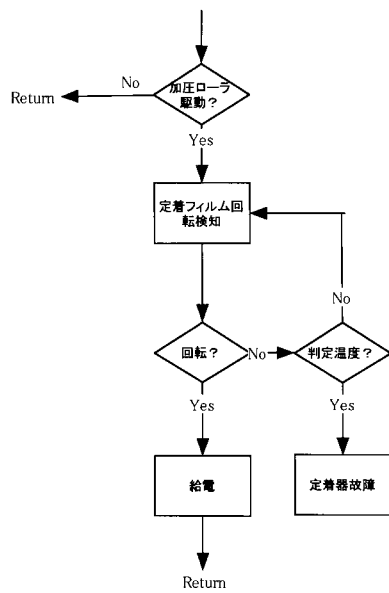 加圧ローラ
駆動？
No
Return
Yes
定着フィルム回
転検知
No
回転？
No
判定温度？
Yes
Yes
給電
定着器故障
Return